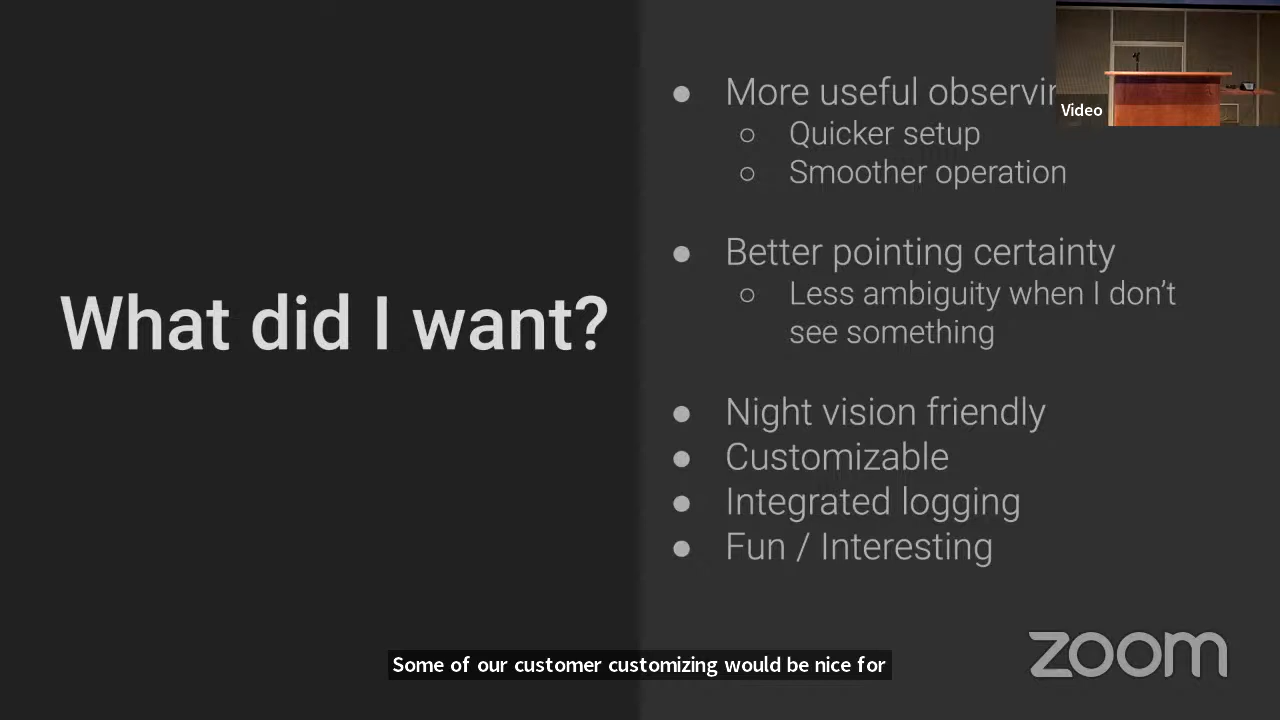 What did I want?
More useful observin
Quicker setup
Smoother operation
Better pointing certainty
Less ambiguity when I don't
see something
Night vision friendly
Customizable
Integrated logging
Fun / Interesting
Video
Some of our customer customizing would be nice for
zoom